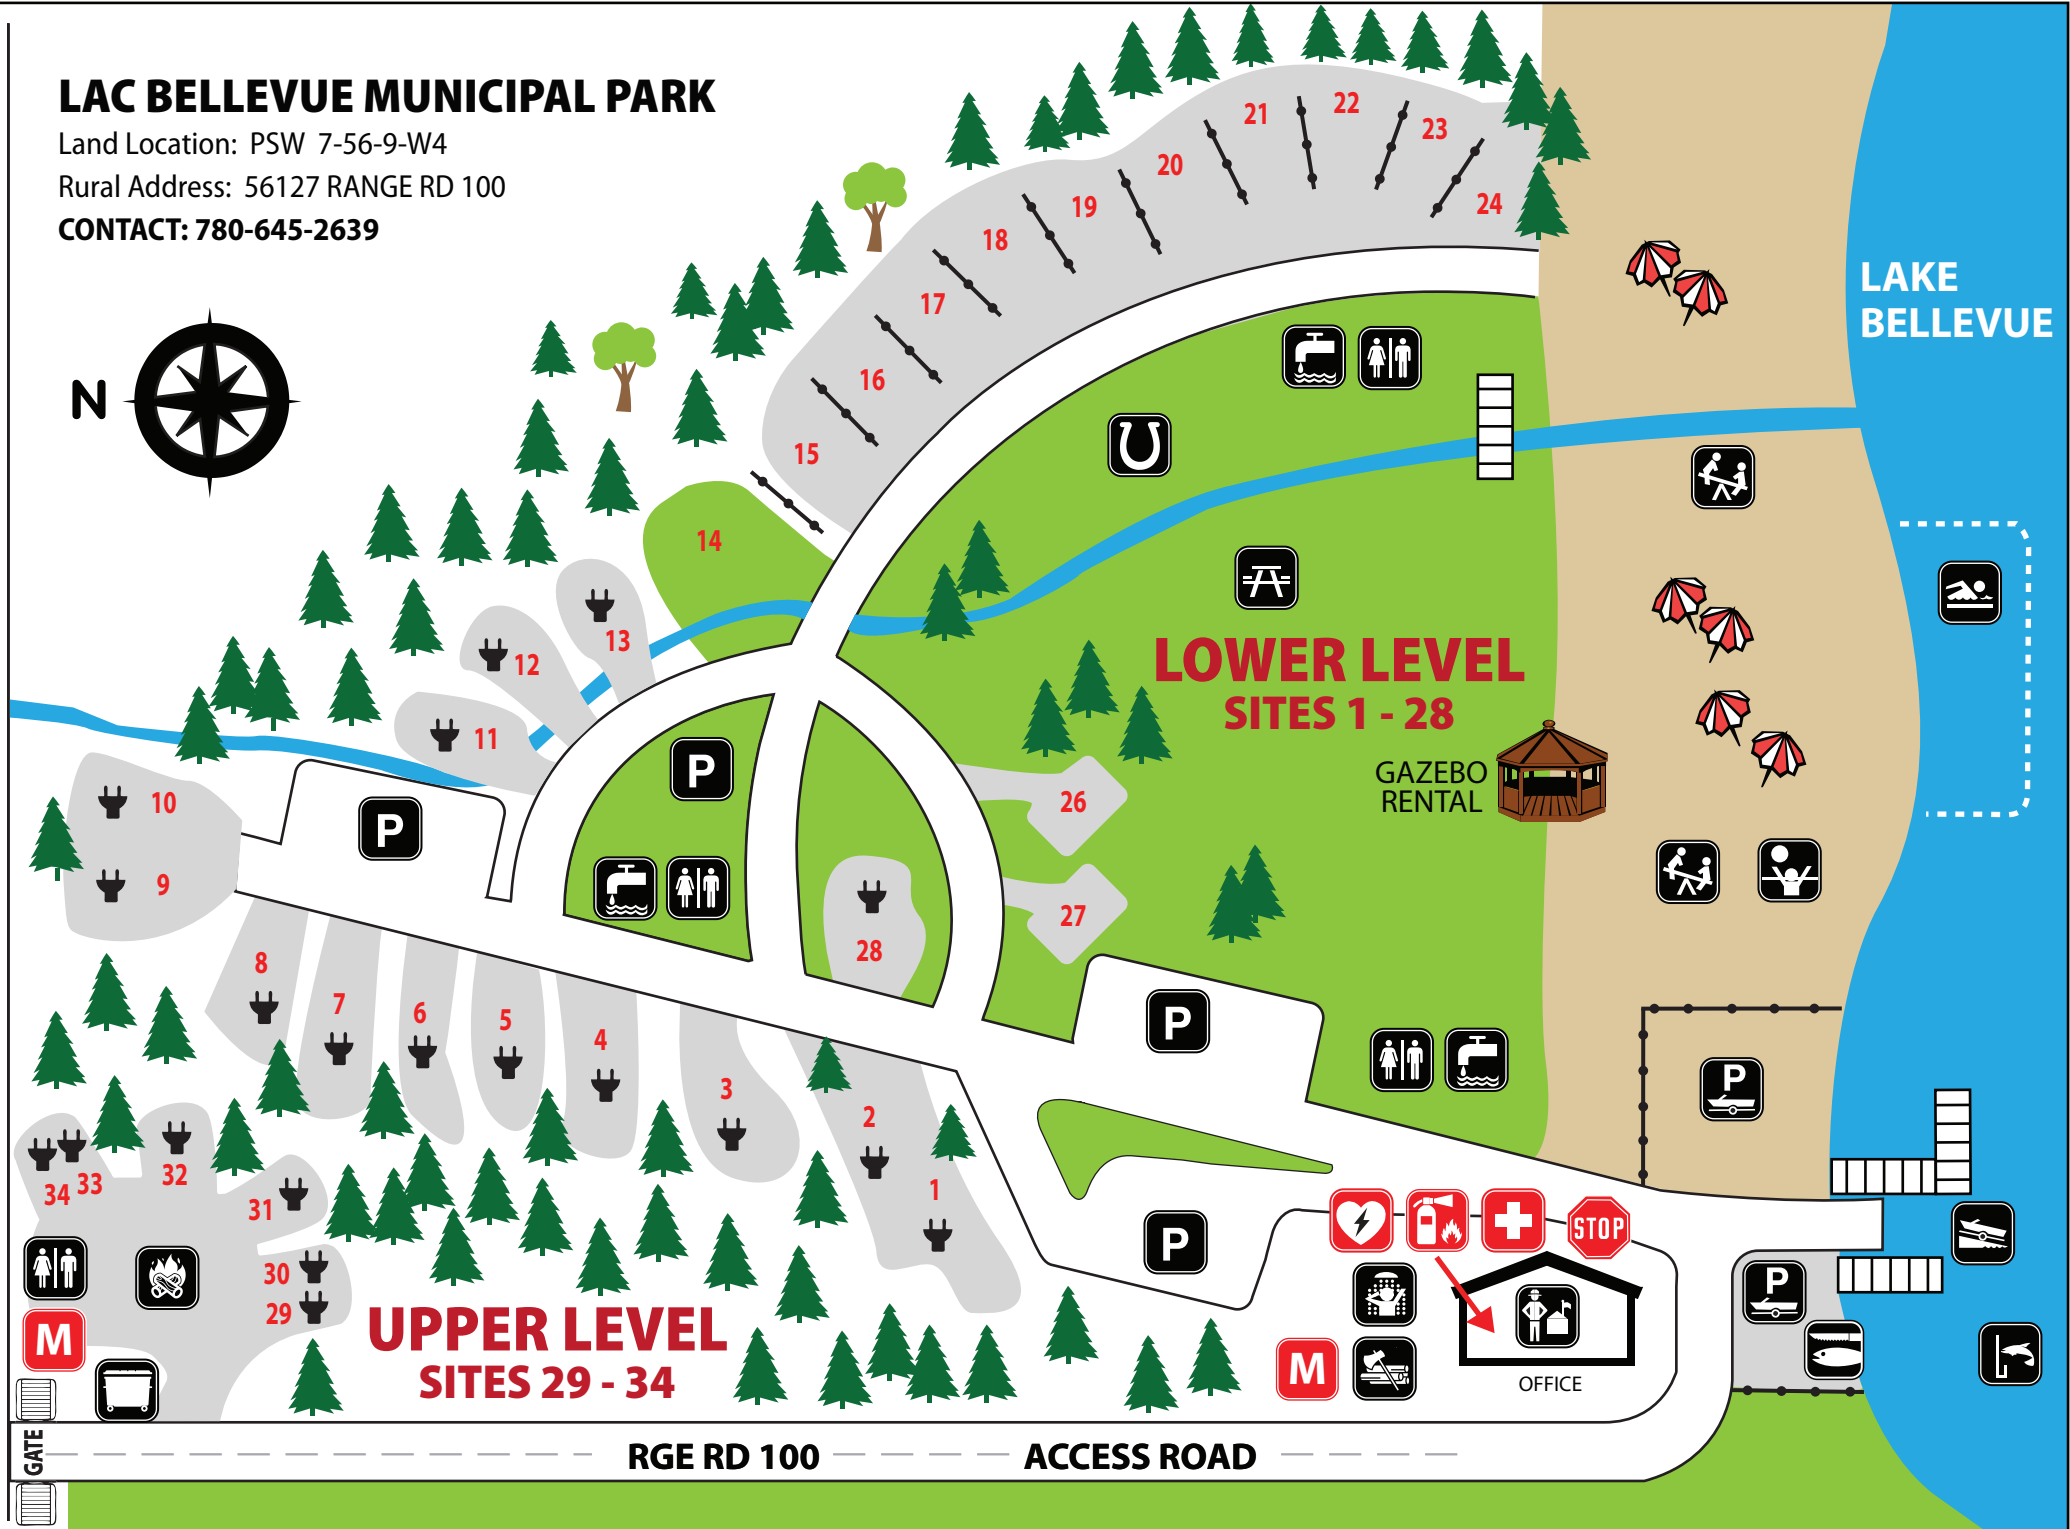 LAC BELLEVUE MUNICIPAL PARK
Land Location: PSW 7-56-9-W4
Rural Address: 56127 RANGE RD 100
CONTACT: 780-645-2639
N
21
22
23
20
24
19
18
17
16
15
14
13
12
11
10
9
LAKE
BELLEVUE
LOWER LEVEL
SITES 1 - 28
GAZEBO
RENTAL
P
P
26
27
28
8
7
6
5
4
3
2
1
P
P
P
34
33
32
31
30
29
M
UPPER LEVEL
SITES 29 - 34
STOP
P
M
OFFICE
GATE
RGE RD 100
ACCESS ROAD